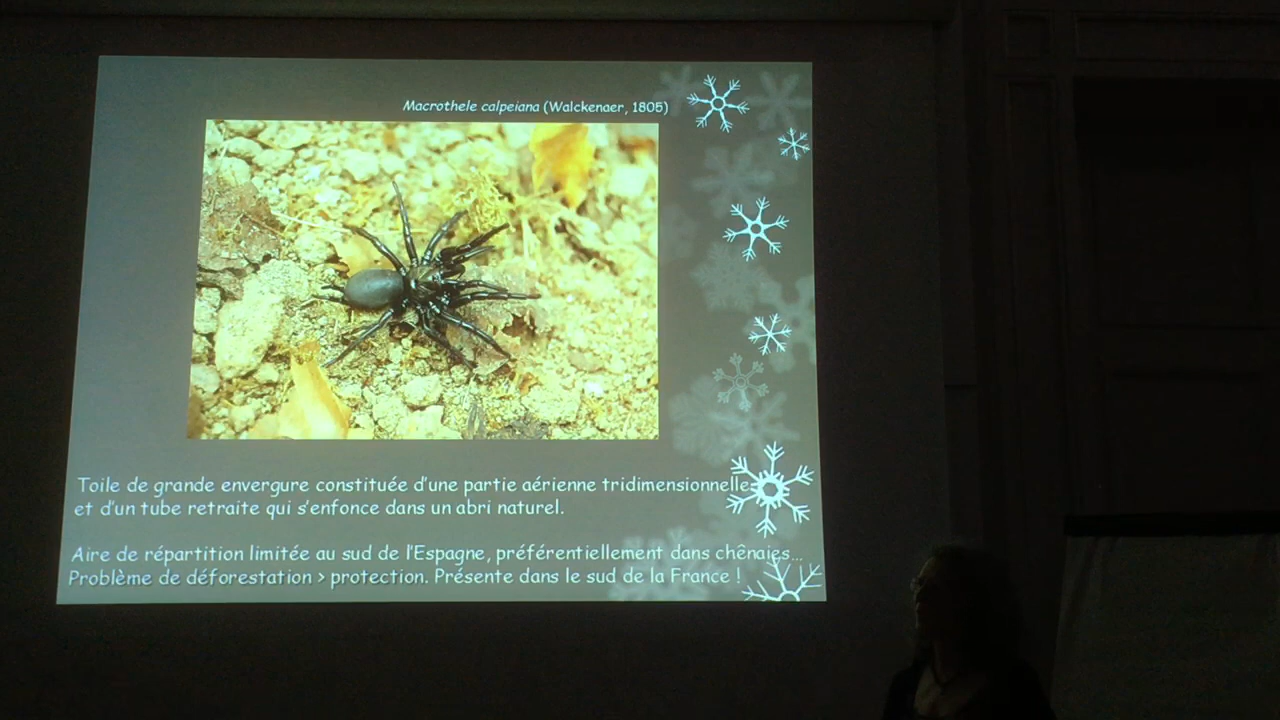 Macrothele calpeiana (Walckenaer, 1805)
Toile de grande envergure constituée d'une partie aérienne tridimensionnelle
et d'un tube retraite qui s'enfonce dans un abri naturel.
Aire de répartition limitée au sud de l'Espagne, préférentiellement dans chênaies...
Problème de déforestation > protection. Présente dans le sud de la France !